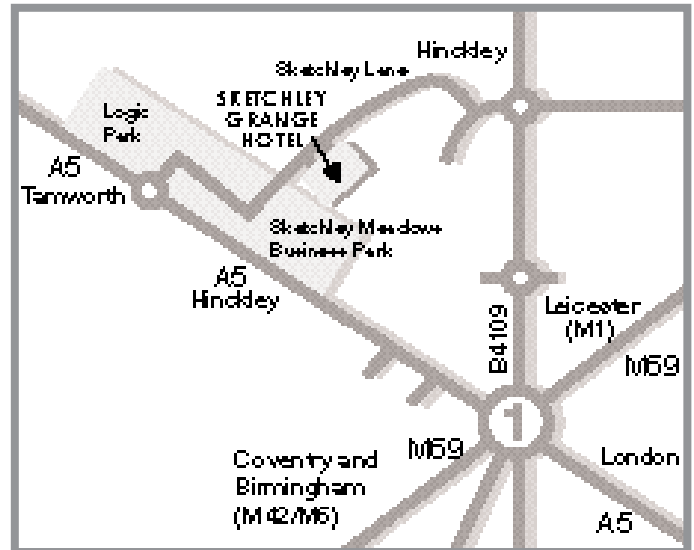 Hinckley
Sketchley Lane
SKETCHLEY
GRANGE
HOTEL
Logic
Park
A5
Tamworth
Sketchley Meadows
Business Park
A5
Hinckley
B4109
Leicester
(M1)
M69
1
M69
Coventry and
Birmingham
(M42/M6)
London
A5